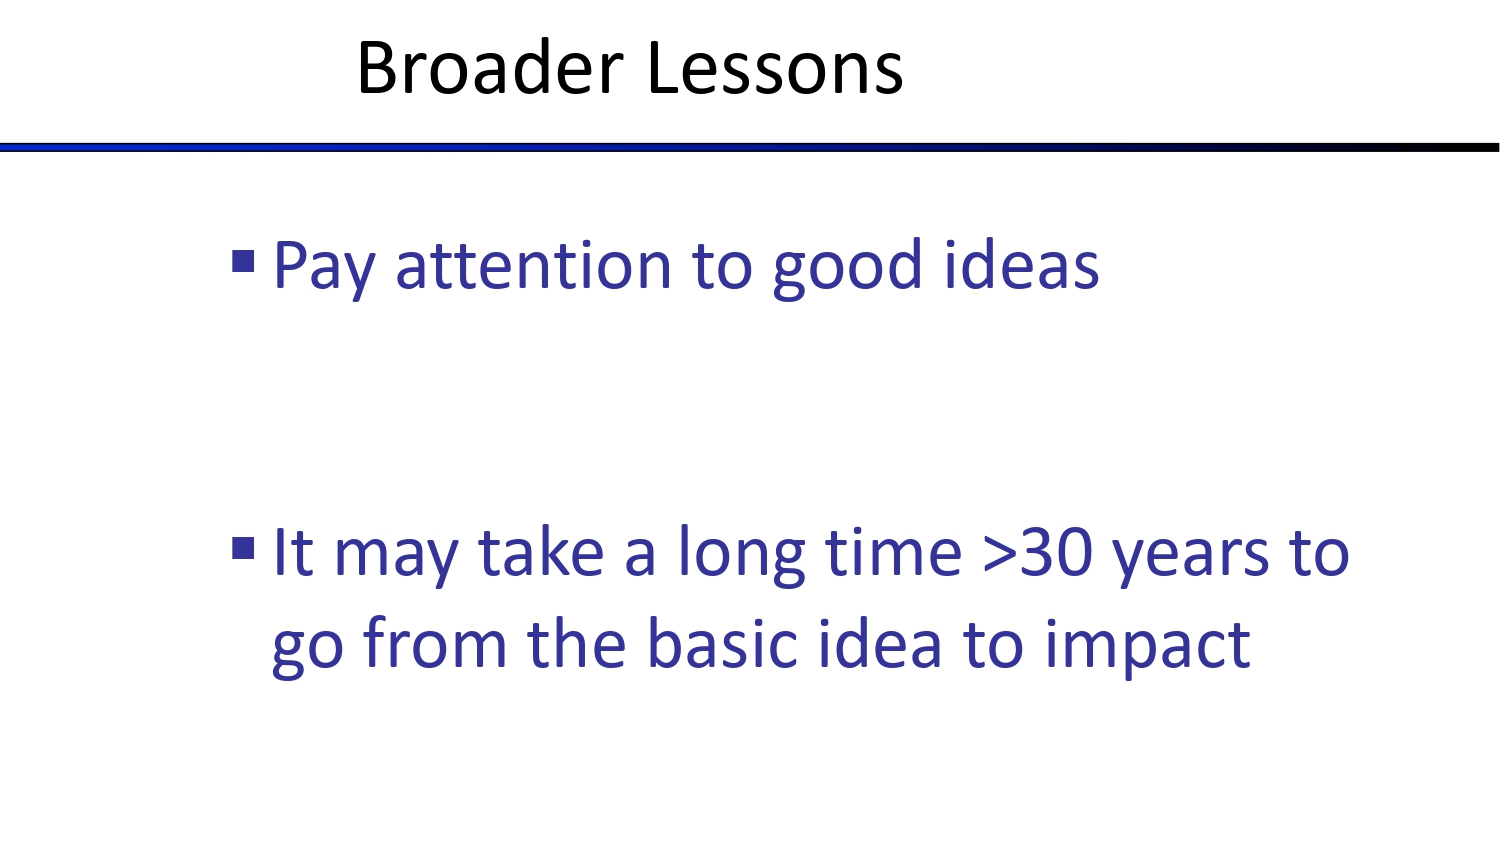 Broader Lessons
▪ Pay attention to good ideas
▪ It may take a long time >30 years to
go from the basic idea to impact